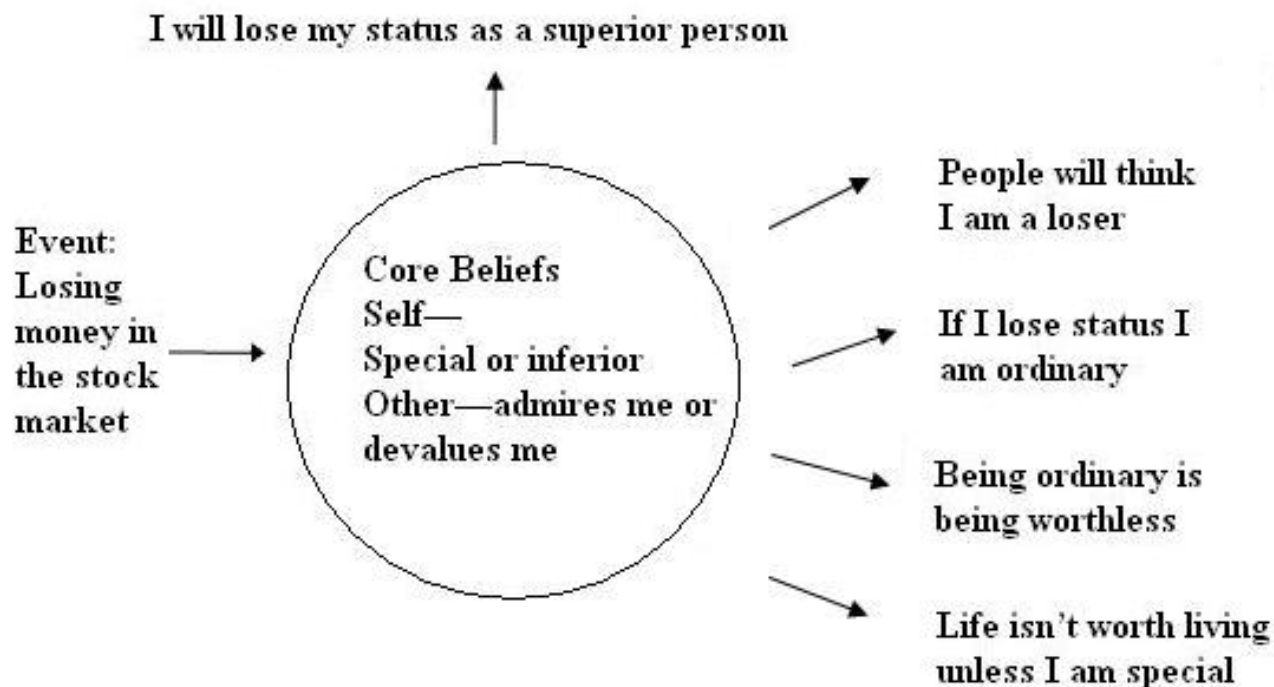 I will lose my status as a superior person
Event:
Losing
money in
the stock
market
Core Beliefs
Self—
Special or inferior
Other—admires me or
devalues me
People will think
I am a loser
If I lose status I
am ordinary
Being ordinary is
being worthless
Life isn't worth living
unless I am special